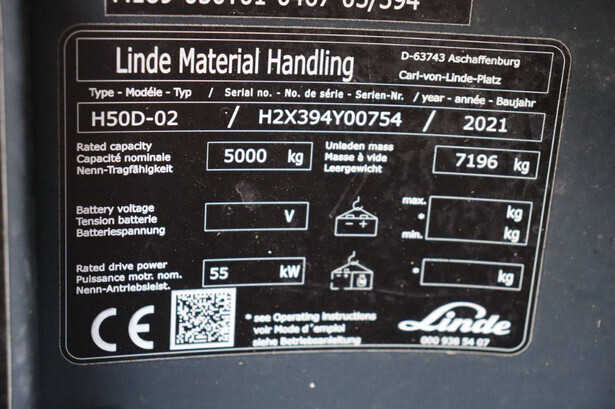 Linde Material Handling
D-63743 Aschaffenburg
Carl-von-Linde-Platz
Type - Modéle - Typ / Serial no. - No. de série - Serien-Nr. / year - année - Baujahr
H50D-02 / H2X394Y00754 / 2021
Rated capacity
Capacité nominale
Nenn-Tragfähigkeit
5000 kg
Unladen mass
Masse à vide
Leergewicht
7196 kg
Battery voltage
Tension batterie
Batteriespannung
V
max.
*
min.
kg
kg
Rated drive power
Puissance motr. nom.
Nenn-Antriebsleist.
55 kW
* kg
CE
* see Operating instructions
voir Mode d'emploi
siehe Betriebsanleitung
Linde
000 938 54 07